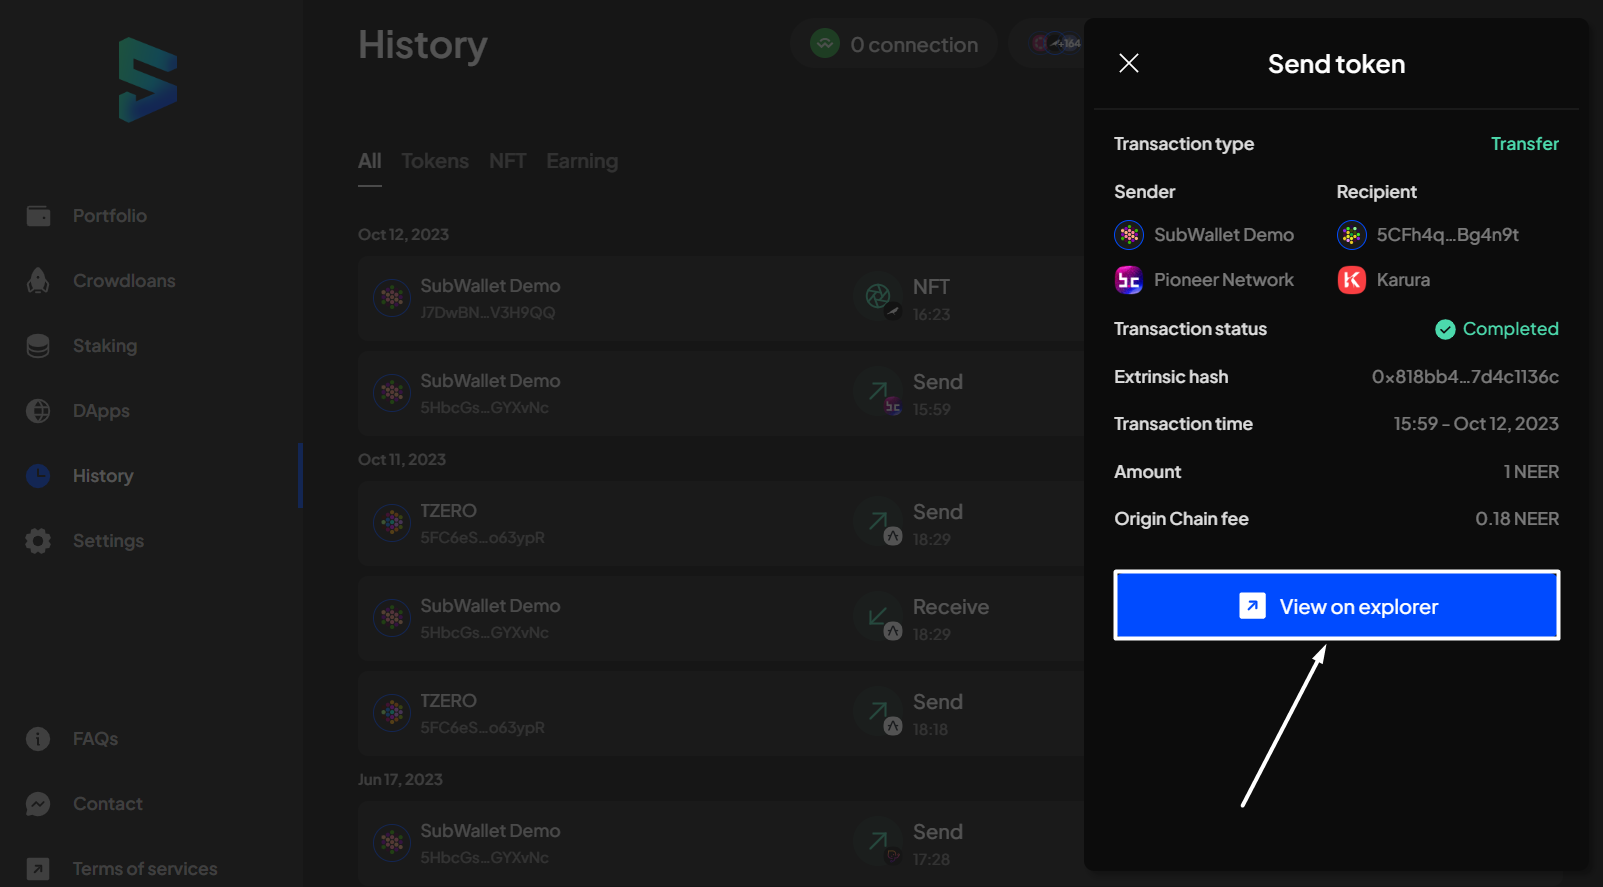 History
0 connection
+164
Send token
All Tokens NFT Earning
Transaction type Transfer
Sender Recipient
SubWallet Demo 5CFh4q...Bg4n9t
Pioneer Network Karura
Transaction status Completed
Extrinsic hash 0x818bb4...7d4c1136c
Transaction time 15:59 - Oct 12, 2023
Amount 1 NEER
Origin Chain fee 0.18 NEER
View on explorer
Portfolio
Crowdloans
Staking
DApps
History
Settings
FAQs
Contact
Terms of services
Oct 12, 2023
SubWallet Demo NFT
J7DwBN...V3H9QQ 16:23
SubWallet Demo Send
5HbcGs...GYXvNc 15:59
Oct 11, 2023
TZERO Send
5FC6eS...o63ypR 18:29
SubWallet Demo Receive
5HbcGs...GYXvNc 18:29
TZERO Send
5FC6eS...o63ypR 18:18
Jun 17, 2023
SubWallet Demo Send
5HbcGs...GYXvNc 17:28